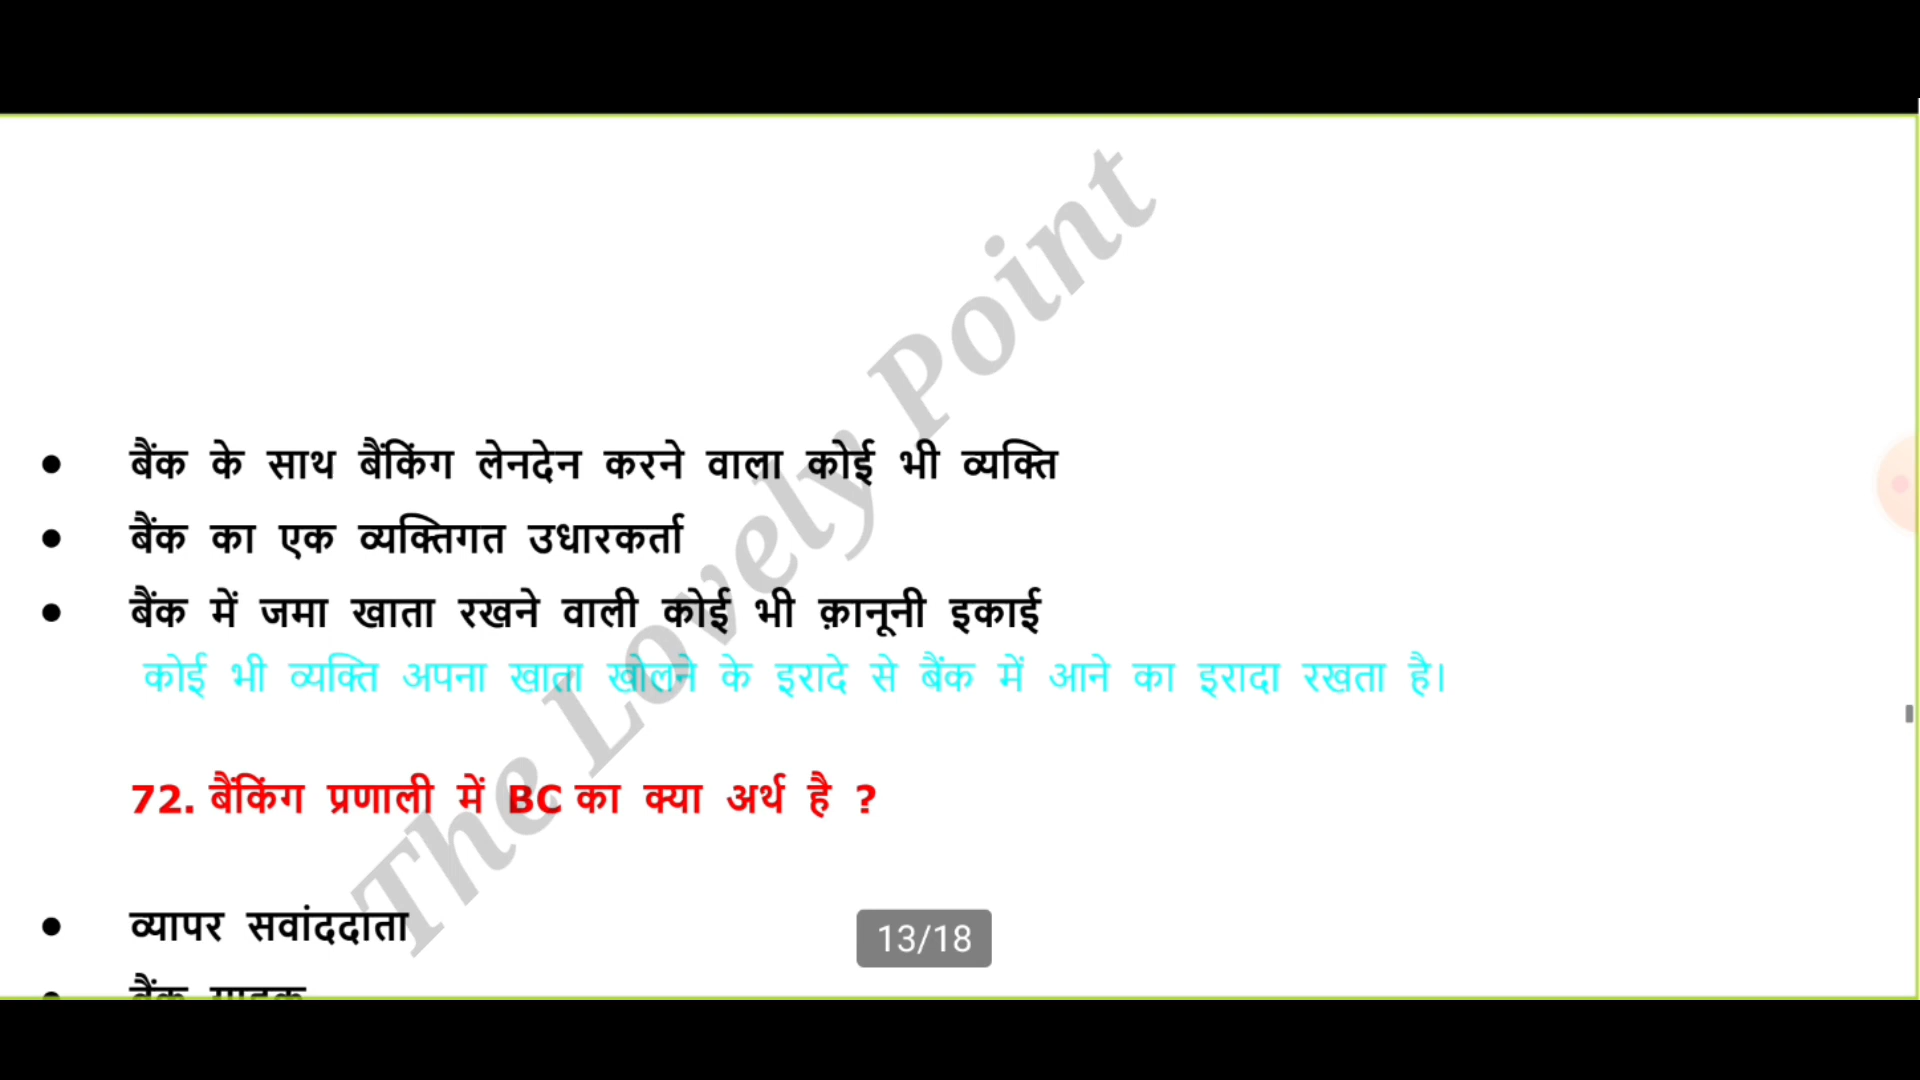 The Lovely Point
• बैंक के साथ बैंकिंग लेनदेन करने वाला कोई भी व्यक्ति
• बैंक का एक व्यक्तिगत उधारकर्ता
• बैंक में जमा खाता रखने वाली कोई भी क़ानूनी इकाई
कोई भी व्यक्ति अपना खाता खोलने के इरादे से बैंक में आने का इरादा रखता है।
72. बैंकिंग प्रणाली में BC का क्या अर्थ है ?
• व्यापर सवांददाता
13/18
• बैंक